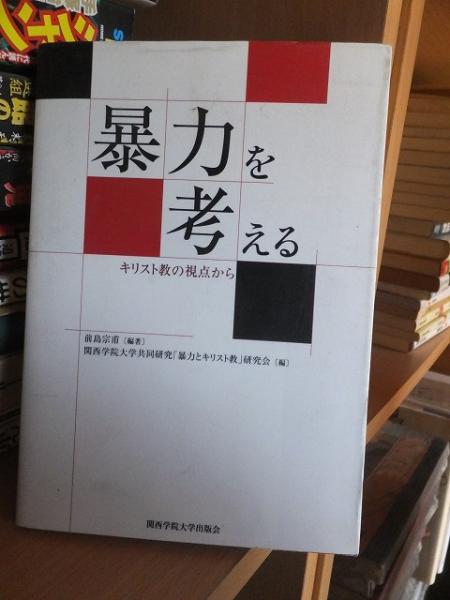 暴力を
考える
キリスト教の視点から
前島宗甫〔編著〕
関西学院大学共同研究「暴力とキリスト教」研究会〔編〕
関西学院大学出版会